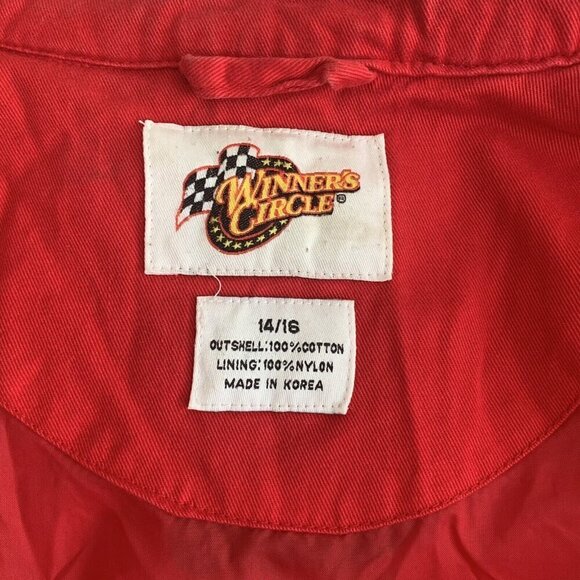 WINNER'S
CIRCLE®
14/16
OUTSHELL:100%COTTON
LINING:100%NYLON
MADE IN KOREA